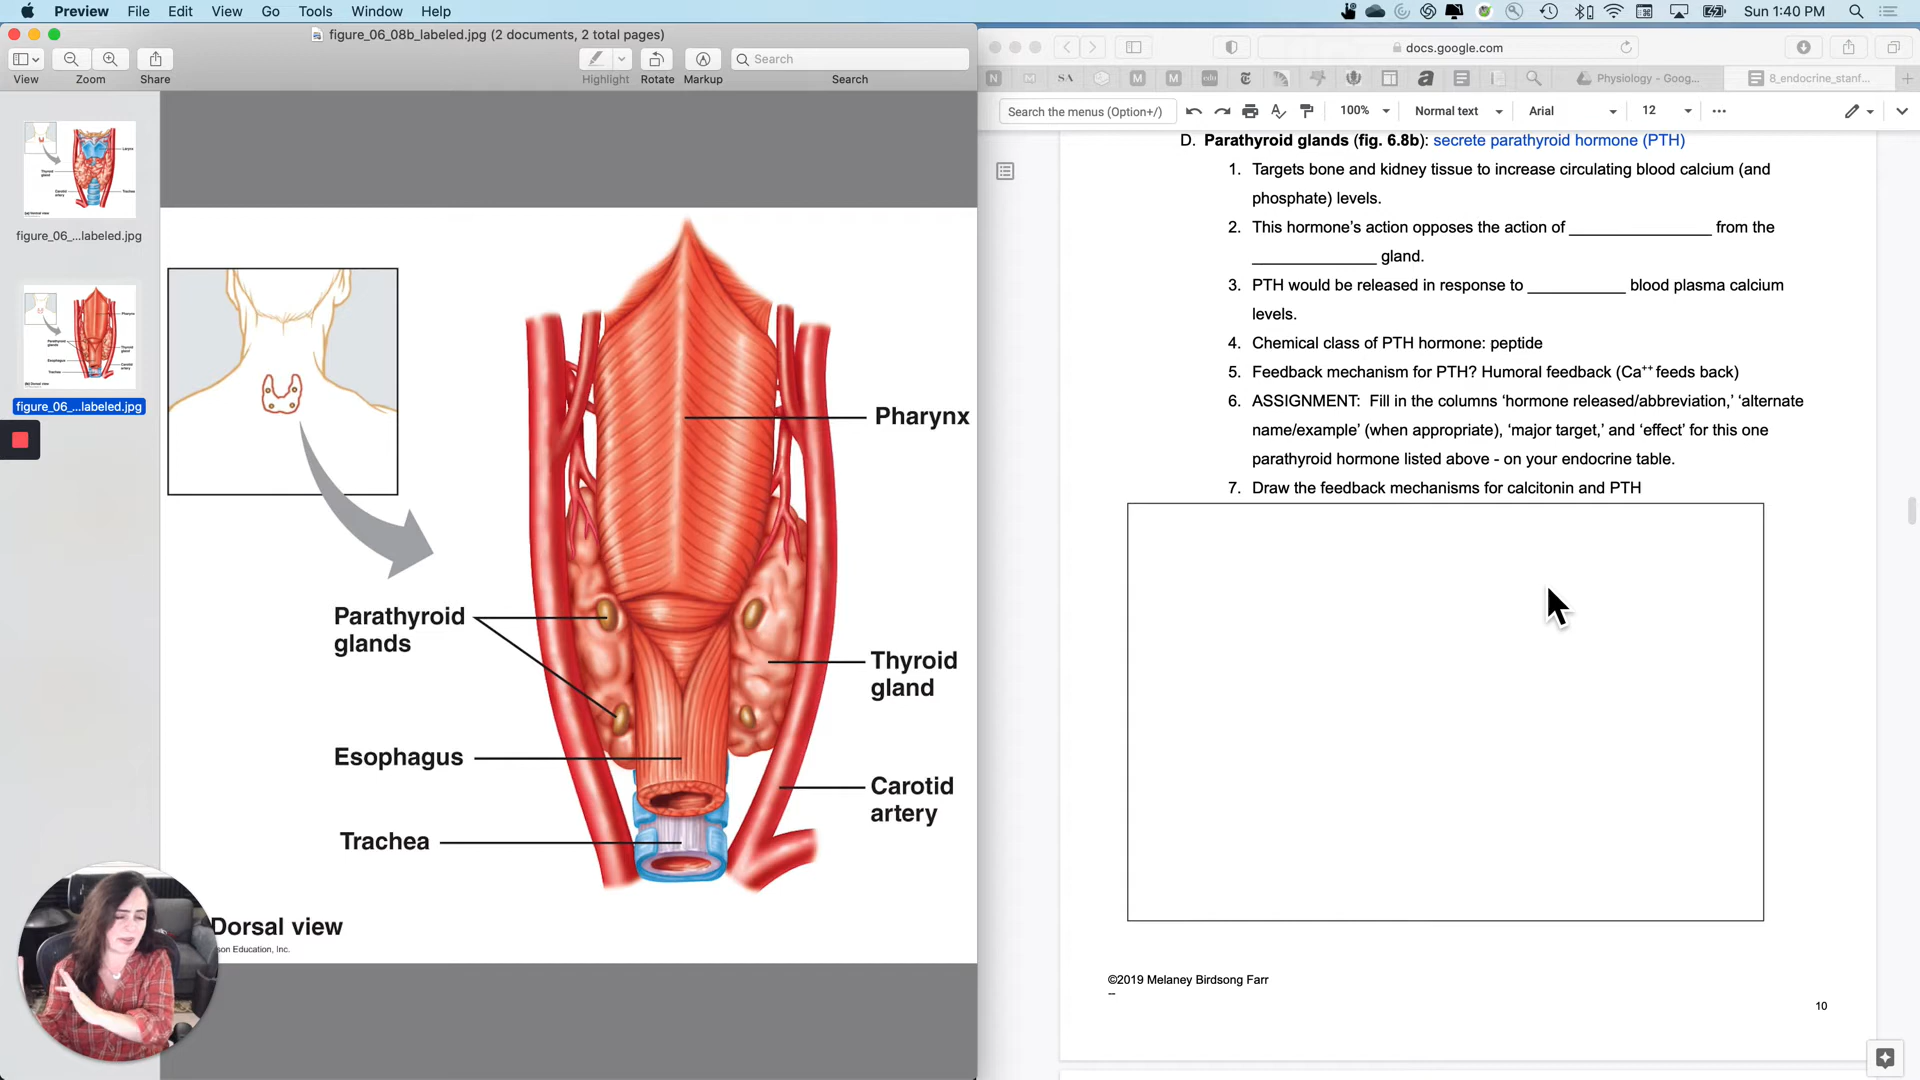 Preview File Edit View Go Tools Window Help
Sun 1:40 PM
figure_06_08b_labeled.jpg (2 documents, 2 total pages)
View
Zoom
Share
Highlight
Rotate
Markup
Search
Search
figure_06_...labeled.jpg
figure_06_...labeled.jpg
Pharynx
Parathyroid
glands
Thyroid
gland
Esophagus
Carotid
artery
Trachea
Dorsal view
son Education, Inc.
docs.google.com
Physiology - Goog...
8_endocrine_stanf...
Search the menus (Option+/)
100%
Normal text
Arial
12
D. Parathyroid glands (fig. 6.8b): secrete parathyroid hormone (PTH)
1. Targets bone and kidney tissue to increase circulating blood calcium (and
phosphate) levels.
2. This hormone's action opposes the action of _________________ from the
_______________ gland.
3. PTH would be released in response to ____________ blood plasma calcium
levels.
4. Chemical class of PTH hormone: peptide
5. Feedback mechanism for PTH? Humoral feedback (Ca⁺⁺ feeds back)
6. ASSIGNMENT: Fill in the columns ‘hormone released/abbreviation,’ ‘alternate
name/example’ (when appropriate), ‘major target,’ and ‘effect’ for this one
parathyroid hormone listed above - on your endocrine table.
7. Draw the feedback mechanisms for calcitonin and PTH
©2019 Melaney Birdsong Farr
--
10